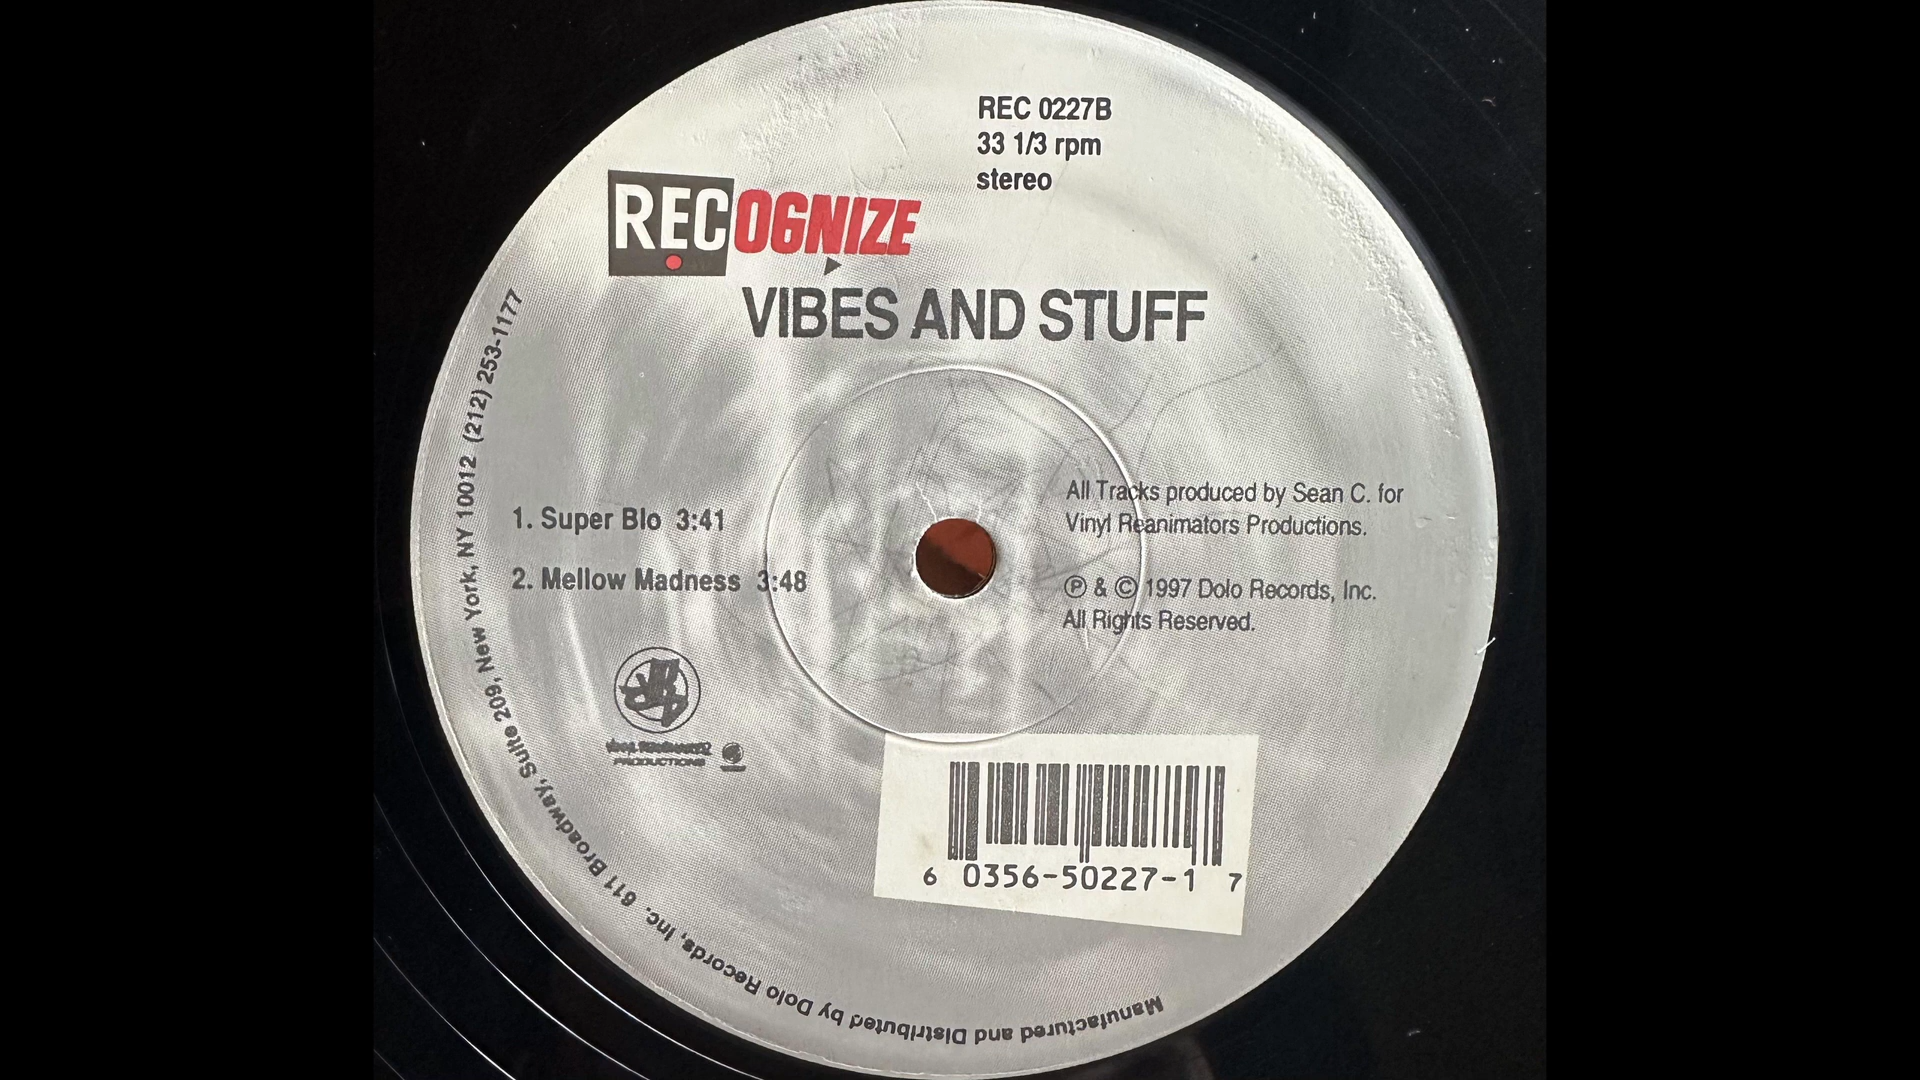 REC 0227B
33 1/3 rpm
stereo
RECOGNIZE
VIBES AND STUFF
1. Super Blo 3:41
2. Mellow Madness 3:48
All Tracks produced by Sean C. for
Vinyl Reanimators Productions.
℗ & © 1997 Dolo Records, Inc.
All Rights Reserved.
PRODUCTIONS
6 0356-50227-1 7
Manufactured and Distributed by Dolo Records, Inc. 611 Broadway, Suite 209, New York, NY 10012 (212) 253-1177